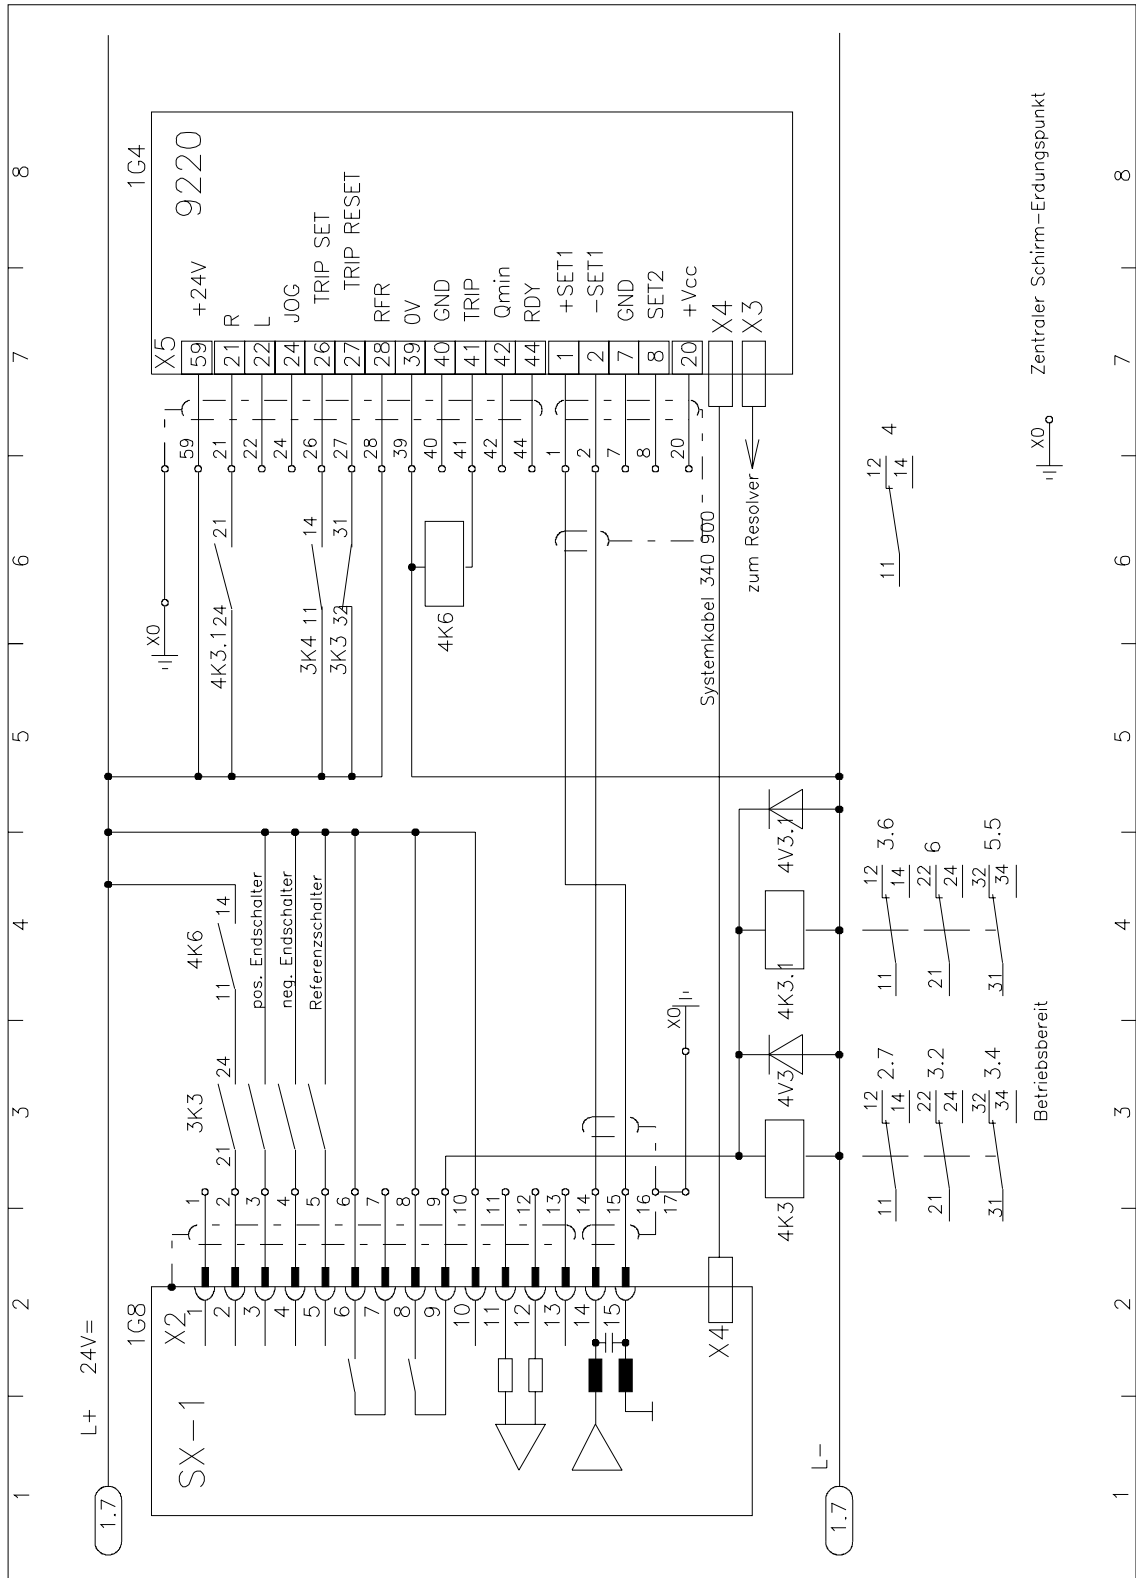 1 2 3 4 5 6 7 8
1.7
L+ 24V=
1G8
SX-1
X2
1
2
3
4
5
6
7
8
9
10
11
12
13
14
15
X4
1
2
3
4
5
6
7
8
9
10
11
12
13
14
15
16
17
3K3
21 24
4K6
11 14
pos. Endschalter
neg. Endschalter
Referenzschalter
X0
X0
4K3.1 24 21
3K4 11 14
3K3 32 31
4K6
59
21
22
24
26
27
28
39
40
41
42
44
1
2
7
8
20
1G4
9220
X5
59 +24V
21 R
22 L
24 JOG
26 TRIP SET
27 TRIP RESET
28 RFR
39 0V
40 GND
41 TRIP
42 Qmin
44 RDY
1 +SET1
2 -SET1
7 GND
8 SET2
20 +Vcc
X4
X3
Systemkabel 340 900
zum Resolver
4K3
4V3
4K3.1
4V3.1
L-
1.7
11 12 14 2.7
21 22 24 3.2
31 32 34 3.4
Betriebsbereit
11 12 14 3.6
21 22 24 6
31 32 34 5.5
11 12 14 4
X0 Zentraler Schirm-Erdungspunkt
1 2 3 4 5 6 7 8